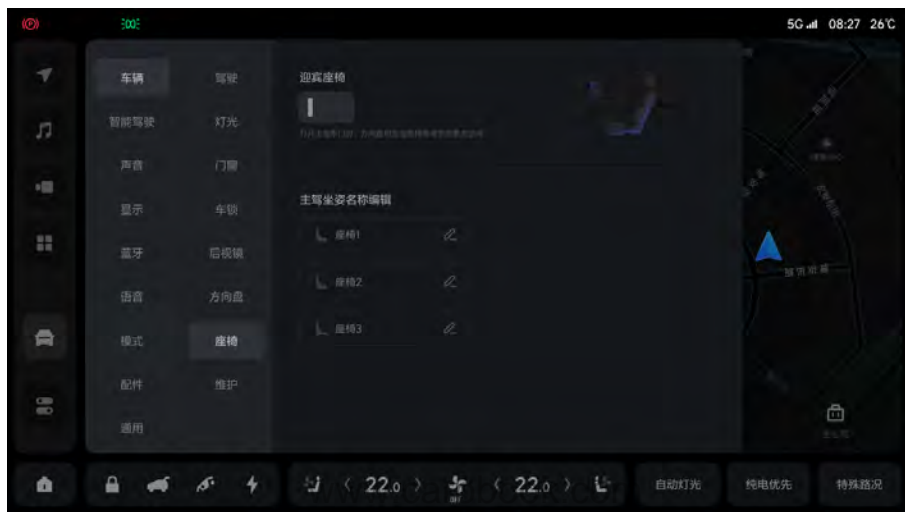 5G 08:27 26℃
车辆
驾驶
智能驾驶
灯光
声音
门窗
显示
车锁
蓝牙
后视镜
语音
方向盘
模式
座椅
配件
维护
通用
迎宾座椅
主驾坐姿名称编辑
座椅1
座椅2
座椅3
22.0
OFF
22.0
自动灯光
纯电优先
特殊路况